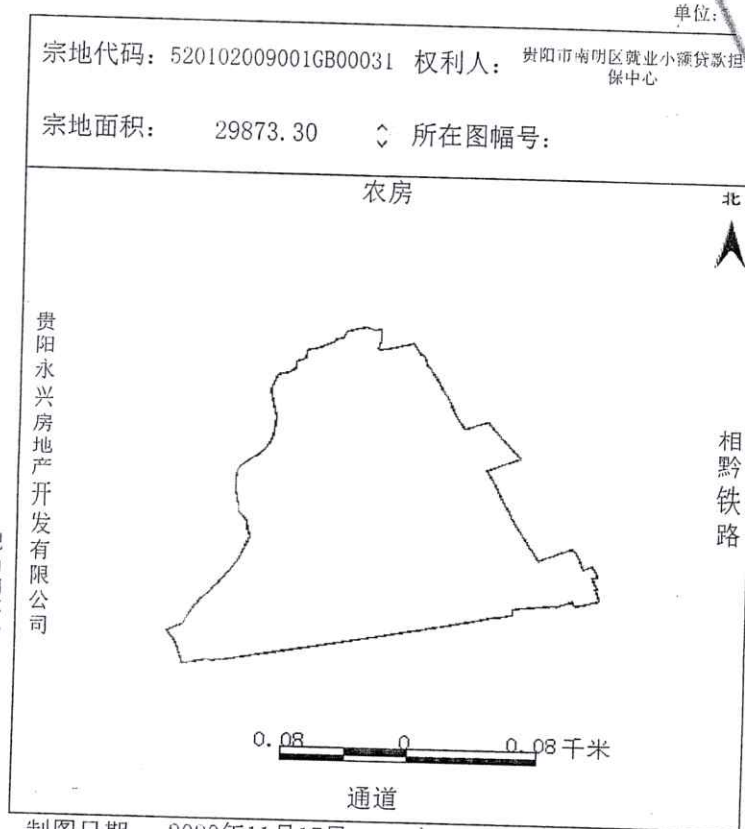 单位:
宗地代码: 520102009001GB00031 权利人: 贵阳市南明区就业小额贷款担
保中心
宗地面积: 29873.30 所在图幅号:
农房
北
贵阳永兴房地产开发有限公司
相黔铁路
0.08 0 0.08千米
通道
制图日期